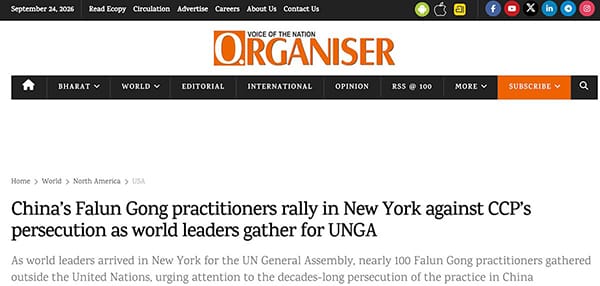 September 24, 2026 Read Ecopy Circulation Advertise Careers About Us Contact Us
VOICE OF THE NATION
ORGANISER
BHARAT WORLD EDITORIAL INTERNATIONAL OPINION RSS @ 100 MORE SUBSCRIBE
Home > World > North America > USA
China’s Falun Gong practitioners rally in New York against CCP’s
persecution as world leaders gather for UNGA
As world leaders arrived in New York for the UN General Assembly, nearly 100 Falun Gong practitioners gathered
outside the United Nations, urging attention to the decades-long persecution of the practice in China